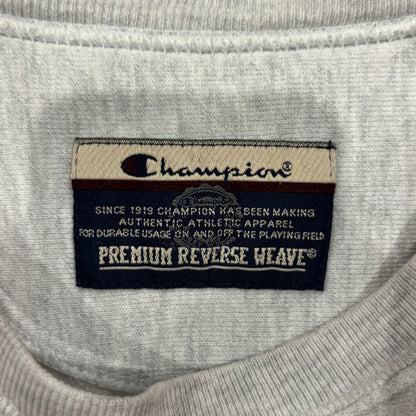 Champion®
SINCE 1919 CHAMPION HAS BEEN MAKING
AUTHENTIC ATHLETIC APPAREL
FOR DURABLE USAGE ON AND OFF THE PLAYING FIELD.
PREMIUM REVERSE WEAVE®